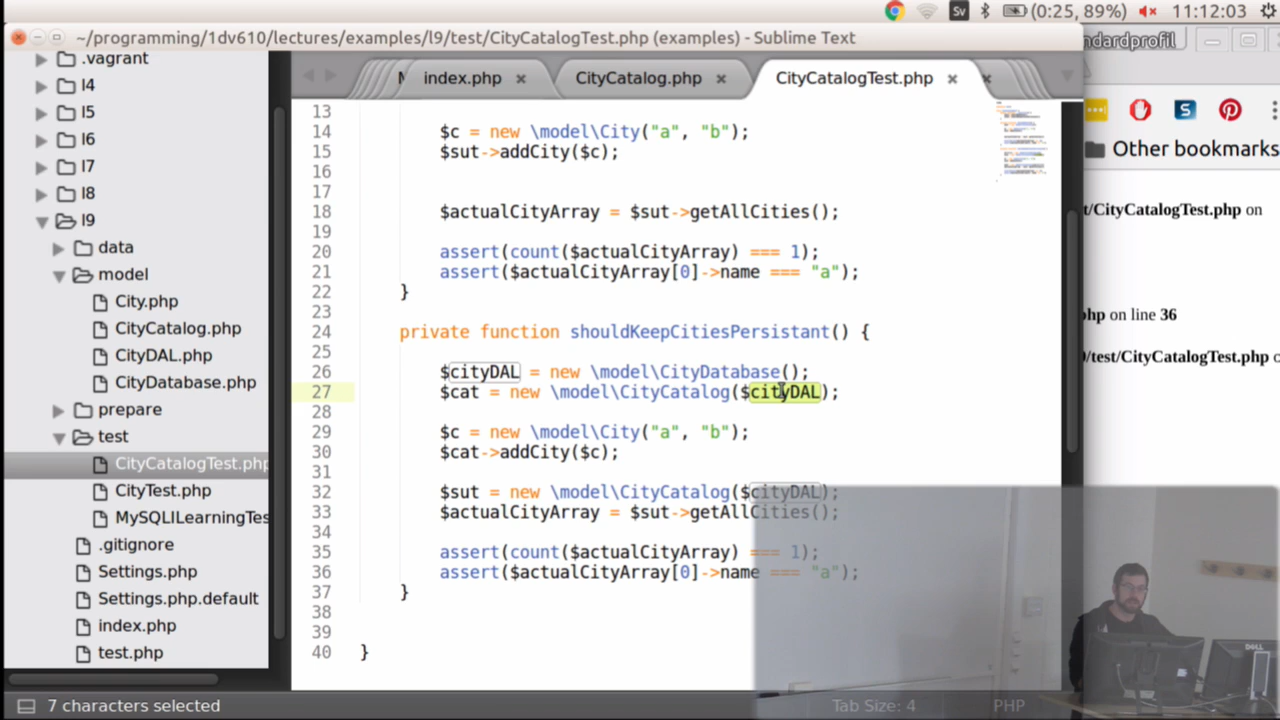 Sv
(0:25, 89%)
11:12:03
~/programming/1dv610/lectures/examples/l9/test/CityCatalogTest.php (examples) - Sublime Text
ndardprofil
.vagrant
l4
l5
l6
l7
l8
l9
data
model
City.php
CityCatalog.php
CityDAL.php
CityDatabase.php
prepare
test
CityCatalogTest.php
CityTest.php
MySQLILearningTes
.gitignore
Settings.php
Settings.php.default
index.php
test.php
index.php
CityCatalog.php
CityCatalogTest.php
13
14 $c = new \model\City("a", "b");
15 $sut->addCity($c);
16
17
18 $actualCityArray = $sut->getAllCities();
19
20 assert(count($actualCityArray) === 1);
21 assert($actualCityArray[0]->name === "a");
22 }
23
24 private function shouldKeepCitiesPersistant() {
25
26 $cityDAL = new \model\CityDatabase();
27 $cat = new \model\CityCatalog($cityDAL);
28
29 $c = new \model\City("a", "b");
30 $cat->addCity($c);
31
32 $sut = new \model\CityCatalog($cityDAL);
33 $actualCityArray = $sut->getAllCities();
34
35 assert(count($actualCityArray) === 1);
36 assert($actualCityArray[0]->name === "a");
37 }
38
39
40 }
Other bookmarks
t/CityCatalogTest.php on
hp on line 36
/test/CityCatalogTest.php o
7 characters selected
Tab Size: 4
PHP
DELL